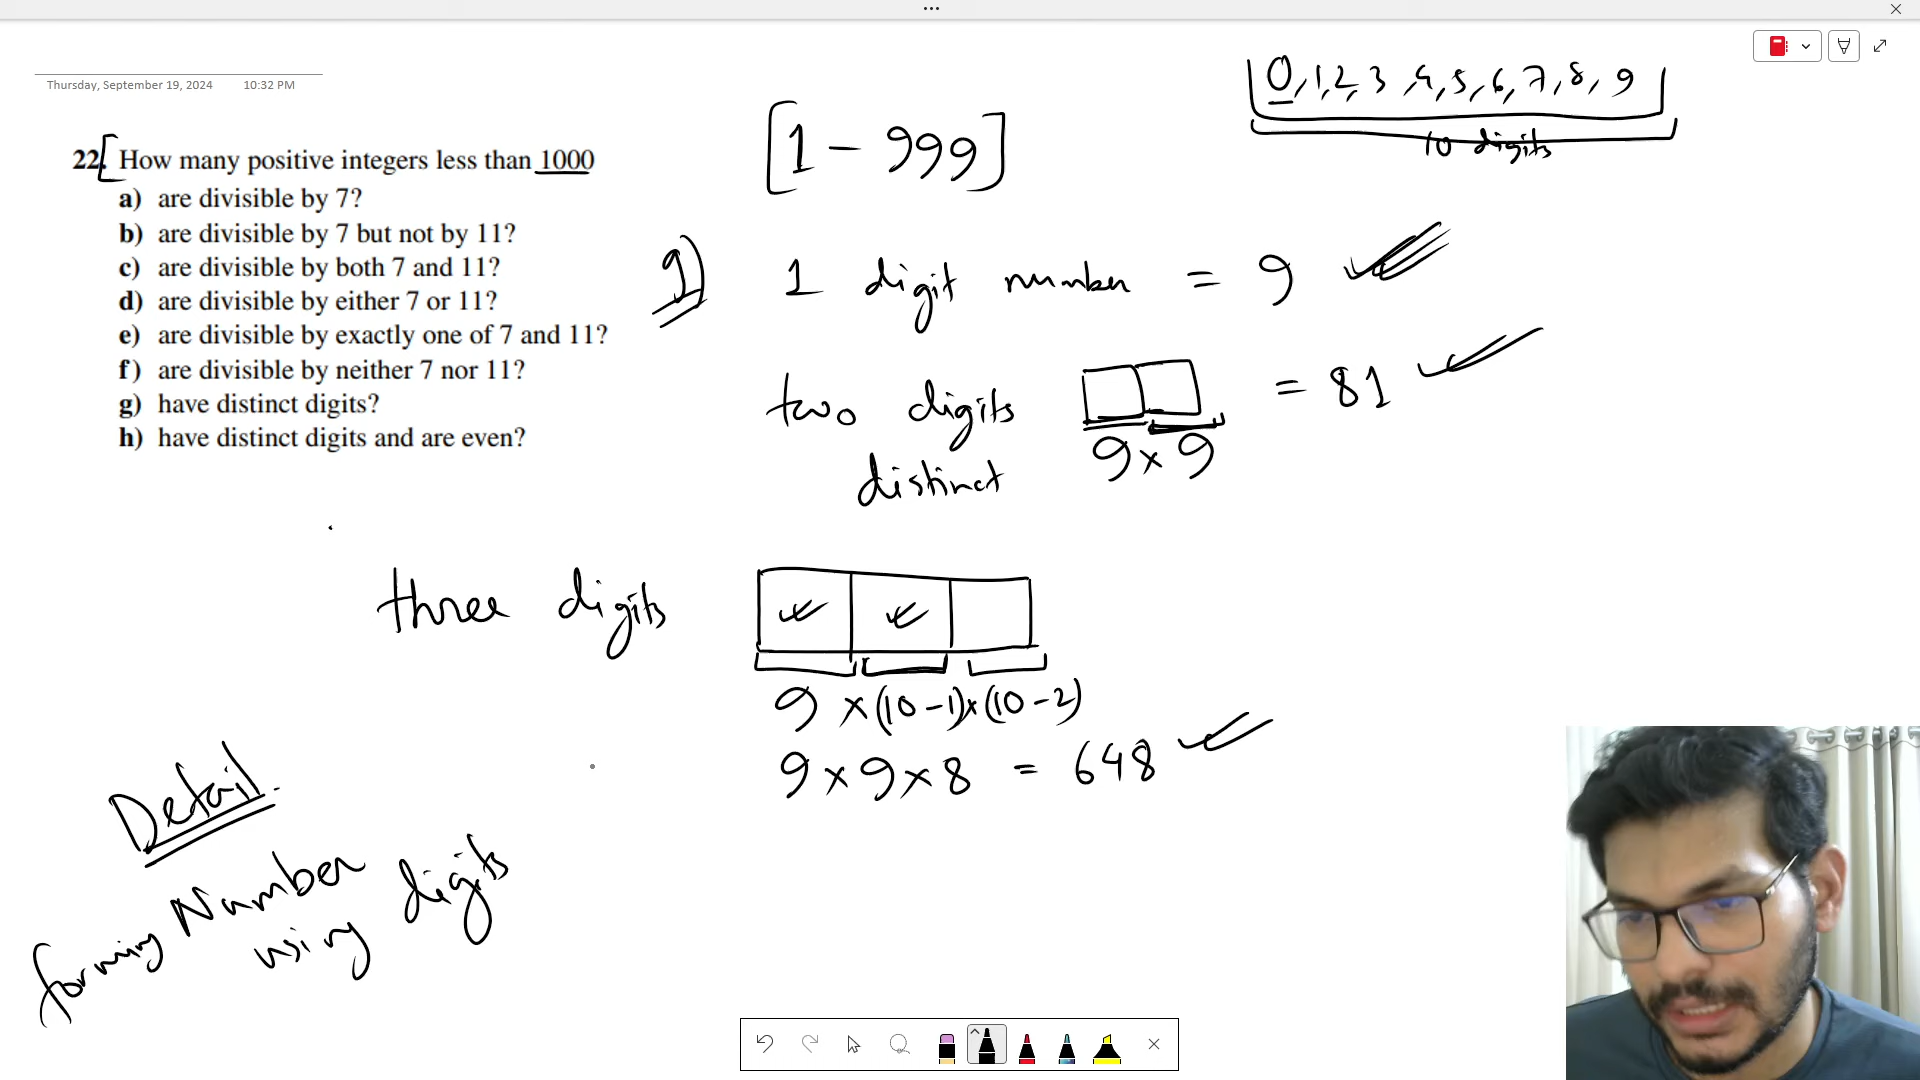 Thursday, September 19, 2024 10:32 PM
22. How many positive integers less than 1000
a) are divisible by 7?
b) are divisible by 7 but not by 11?
c) are divisible by both 7 and 11?
d) are divisible by either 7 or 11?
e) are divisible by exactly one of 7 and 11?
f) are divisible by neither 7 nor 11?
g) have distinct digits?
h) have distinct digits and are even?
[1 - 999]
0, 1, 2, 3, 4, 5, 6, 7, 8, 9
10 digits
g) 1 digit number = 9
two digits = 81
distinct 9 × 9
three digits
9 × (10 - 1) × (10 - 2)
9 × 9 × 8 = 648
Detail
forming Number
using digits